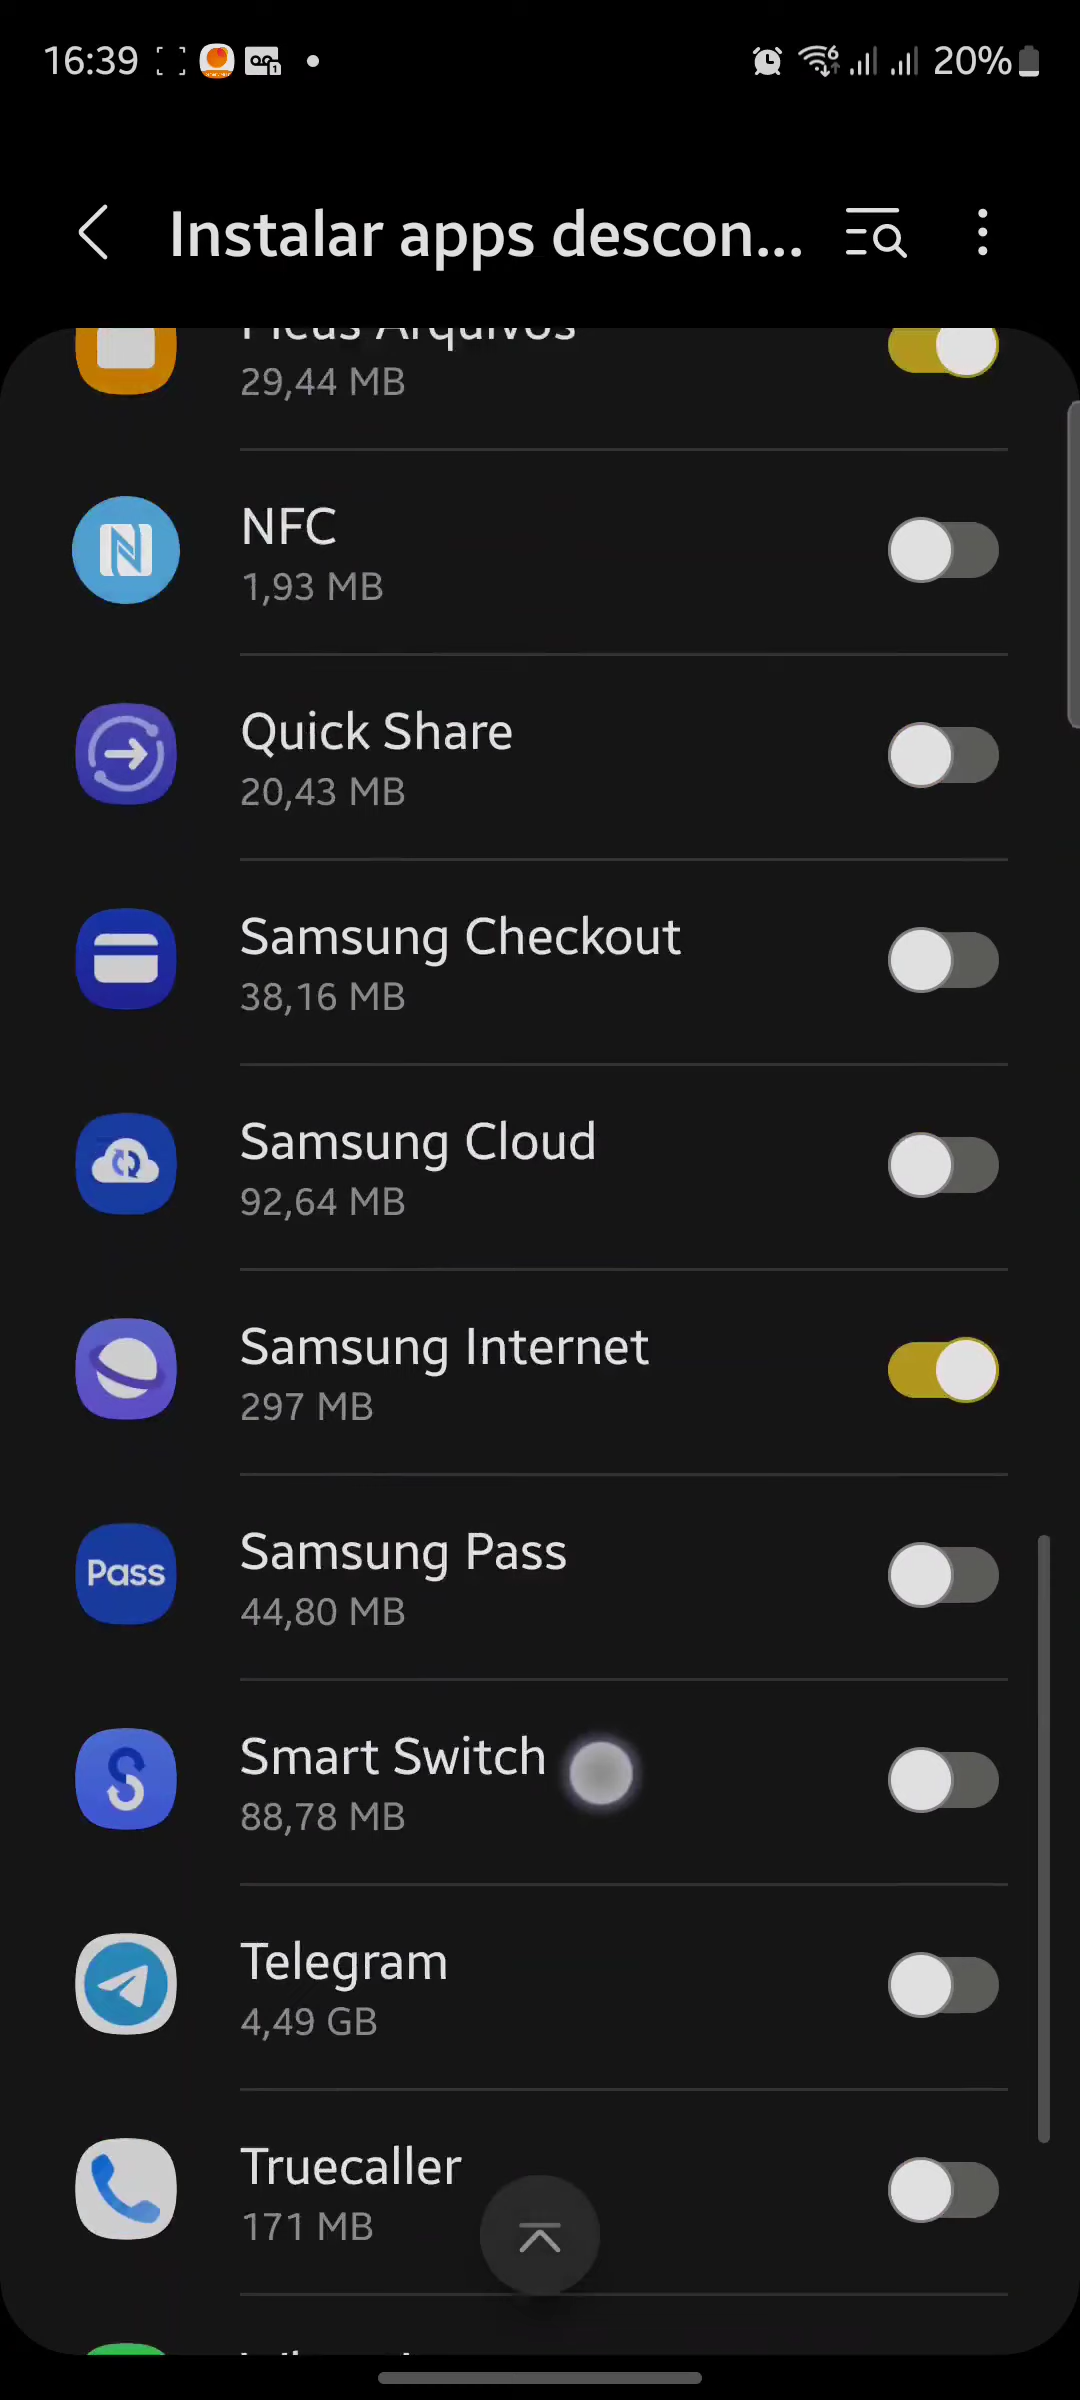 16:39
20%
Instalar apps descon...
Meus Arquivos
29,44 MB
NFC
1,93 MB
Quick Share
20,43 MB
Samsung Checkout
38,16 MB
Samsung Cloud
92,64 MB
Samsung Internet
297 MB
Pass
Samsung Pass
44,80 MB
Smart Switch
88,78 MB
Telegram
4,49 GB
Truecaller
171 MB